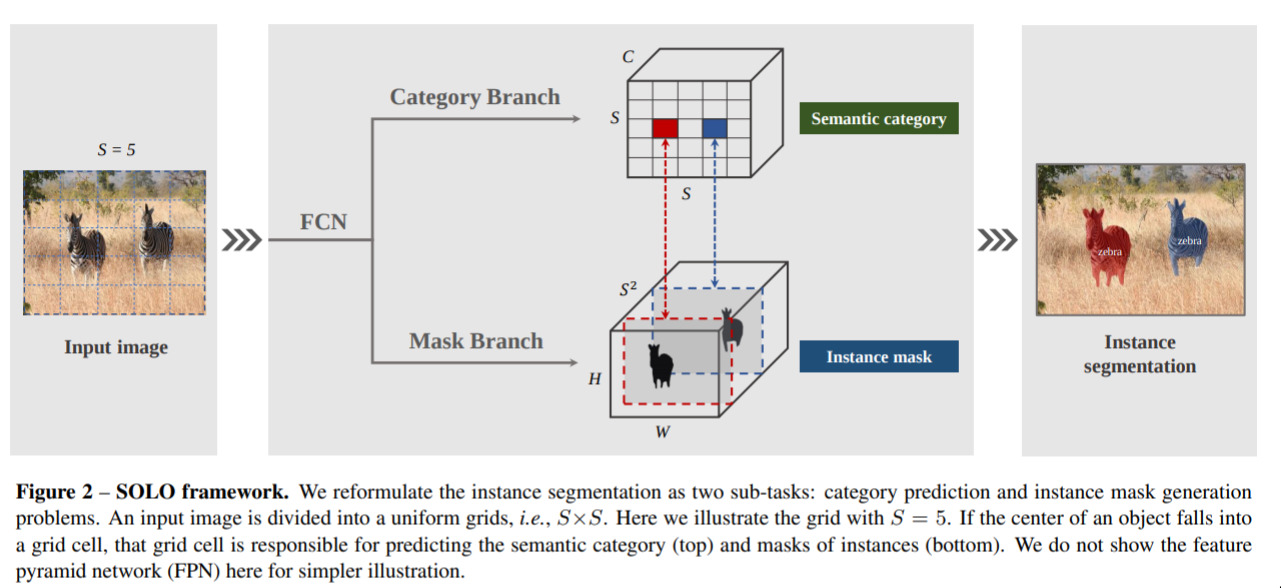 S = 5
Input image
FCN
Category Branch
Mask Branch
C
S
S
Semantic category
S²
H
W
Instance mask
zebra
zebra
Instance
segmentation
Figure 2 – SOLO framework. We reformulate the instance segmentation as two sub-tasks: category prediction and instance mask generation
problems. An input image is divided into a uniform grids, i.e., S×S. Here we illustrate the grid with S = 5. If the center of an object falls into
a grid cell, that grid cell is responsible for predicting the semantic category (top) and masks of instances (bottom). We do not show the feature
pyramid network (FPN) here for simpler illustration.